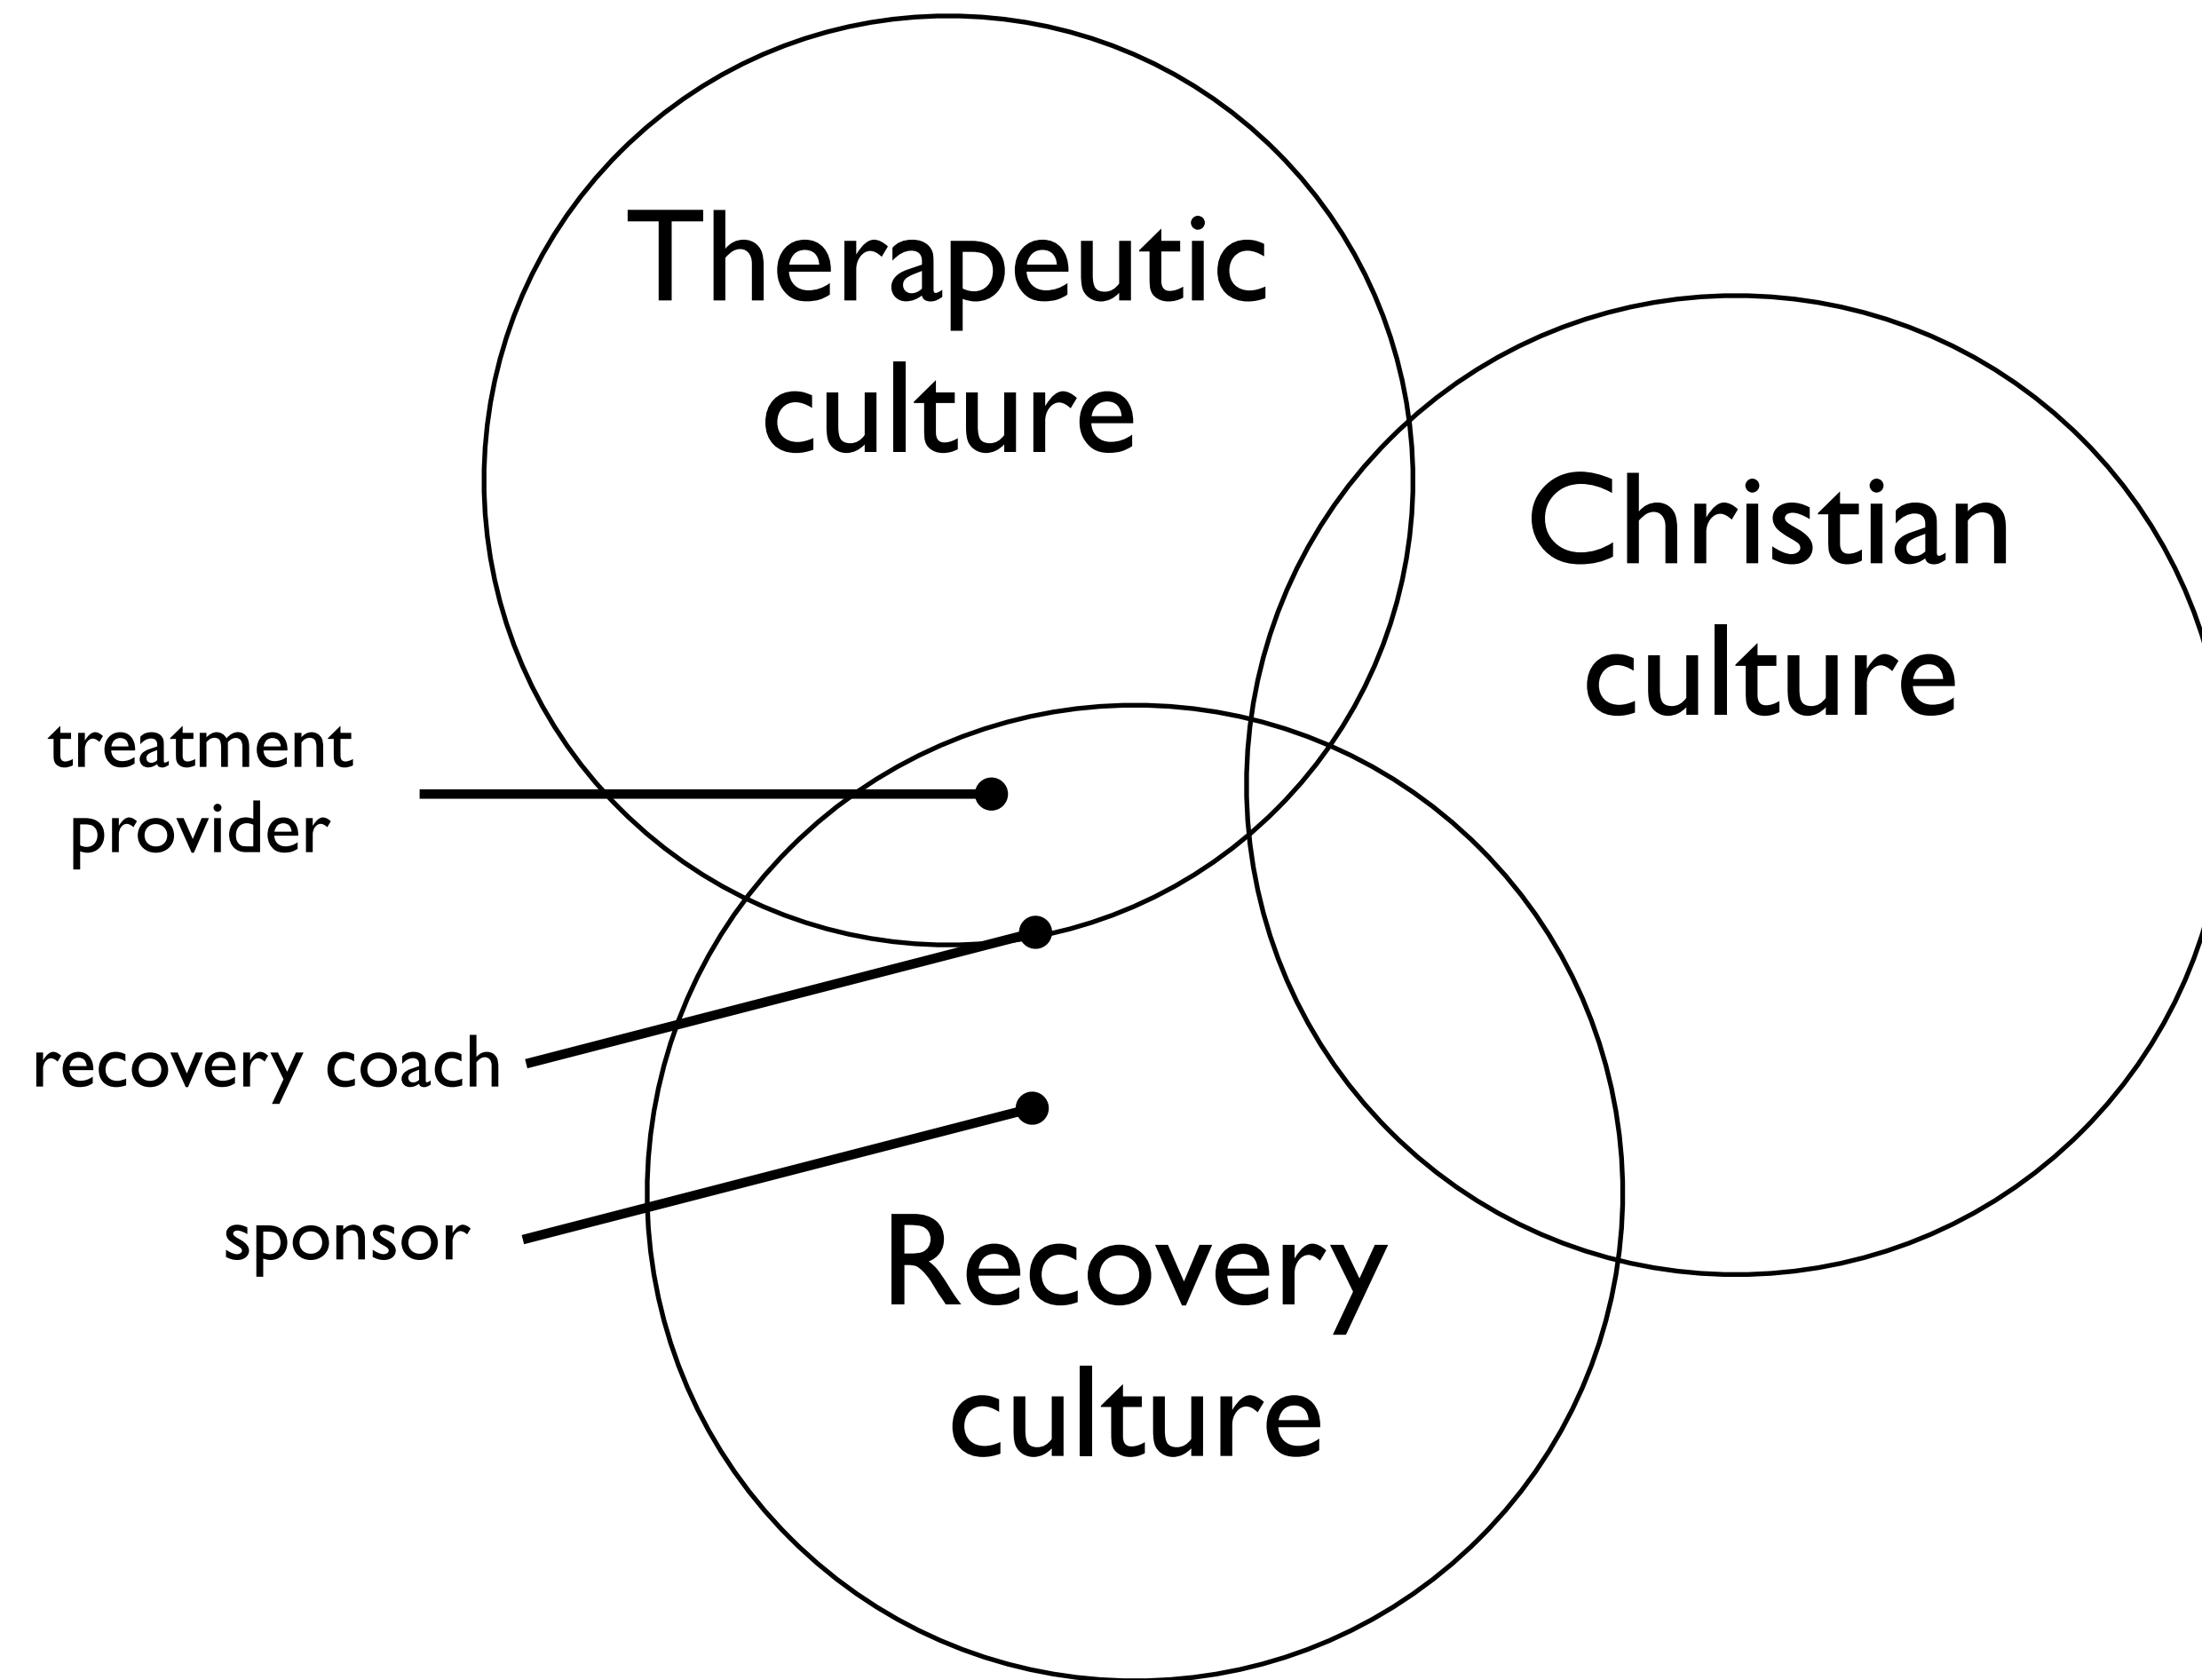 Therapeutic
culture
Christian
culture
treatment
provider
recovery coach
sponsor
Recovery
culture